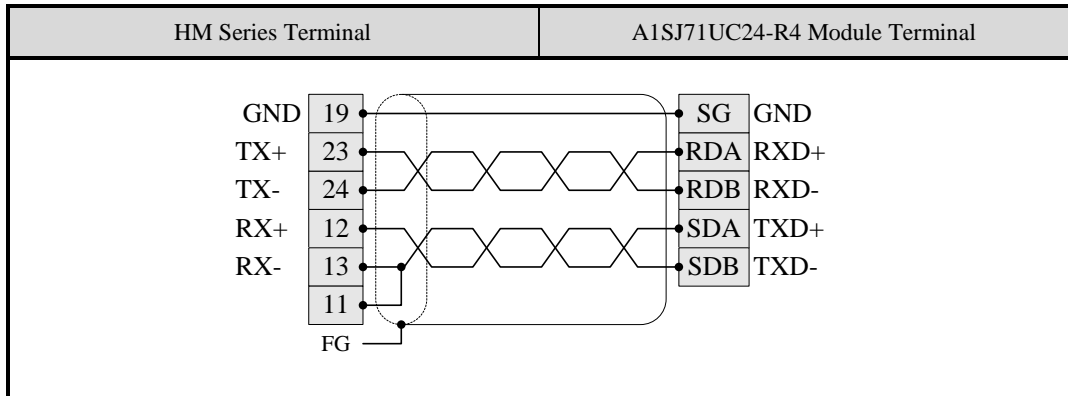 HM Series Terminal A1SJ71UC24-R4 Module Terminal
GND 19 SG GND
TX+ 23 RDA RXD+
TX- 24 RDB RXD-
RX+ 12 SDA TXD+
RX- 13 SDB TXD-
11
FG